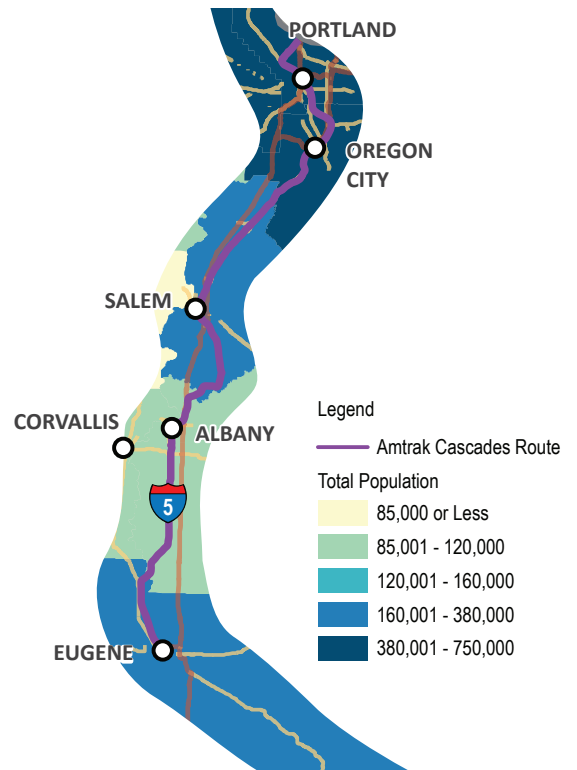 PORTLAND
OREGON
CITY
SALEM
CORVALLIS
ALBANY
5
EUGENE
Legend
Amtrak Cascades Route
Total Population
85,000 or Less
85,001 - 120,000
120,001 - 160,000
160,001 - 380,000
380,001 - 750,000